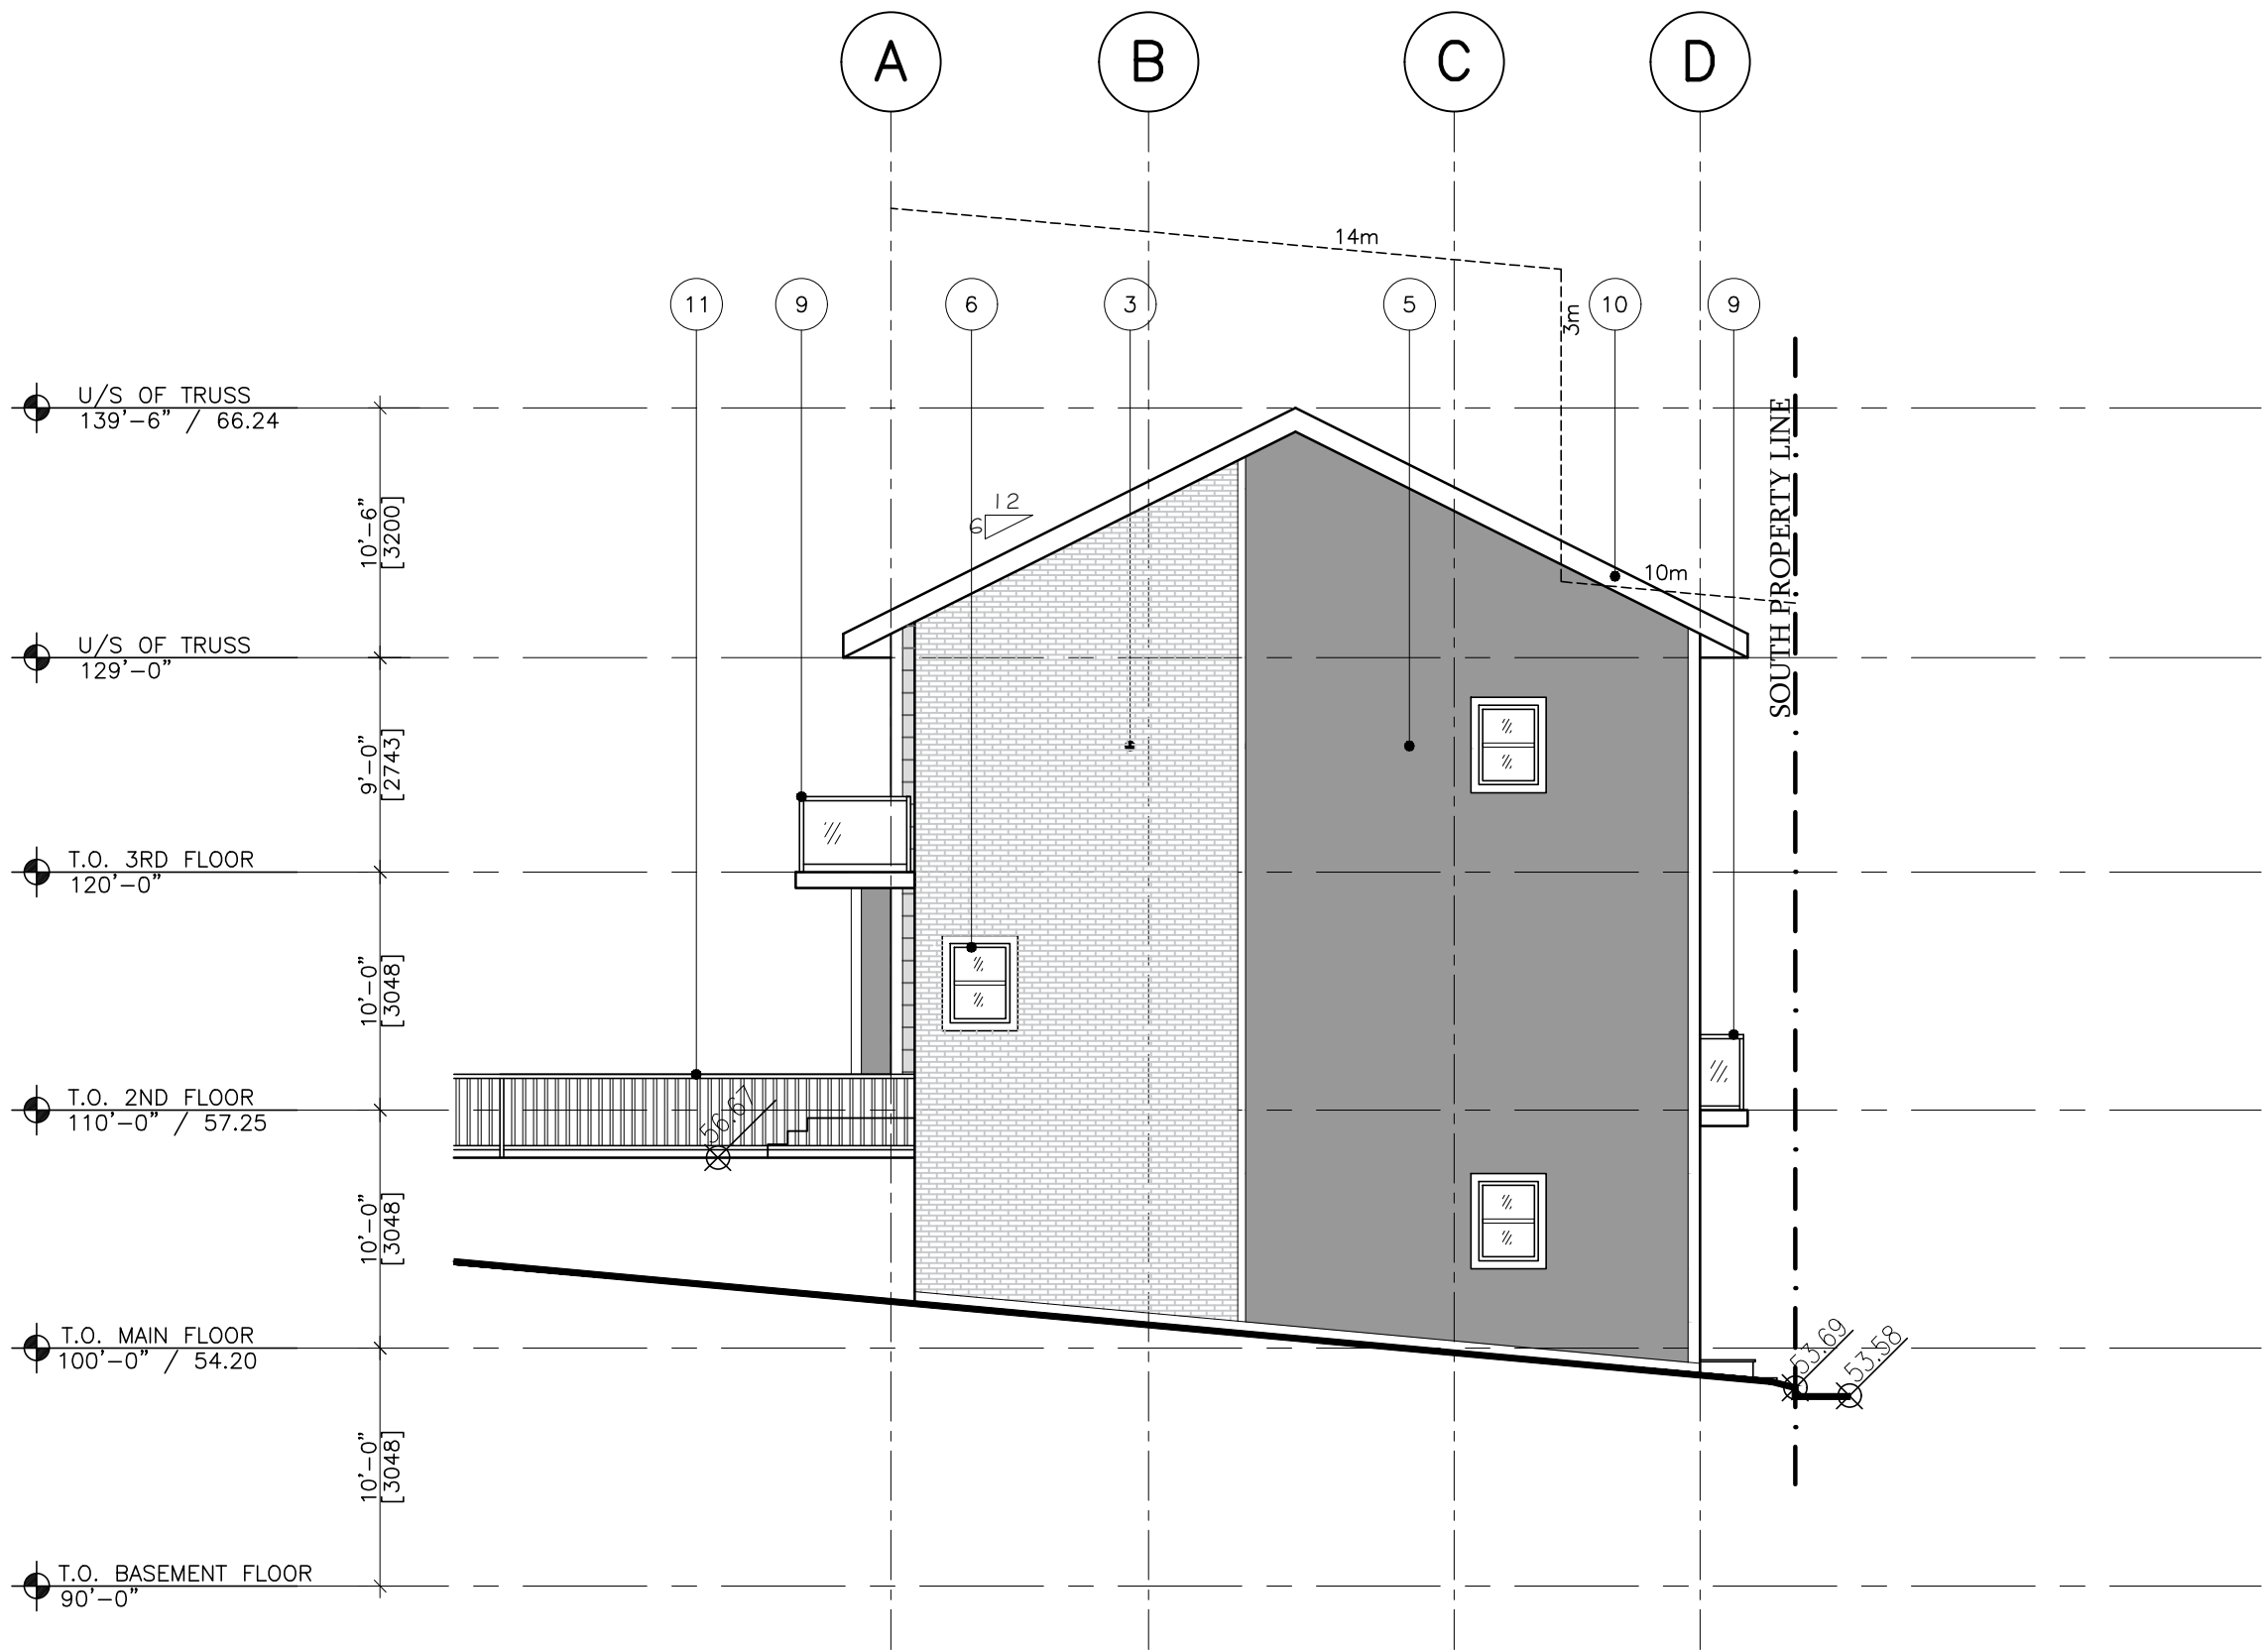 A
B
C
D
14m
11
9
6
3
5
10
9
3m
U/S OF TRUSS
139'-6" / 66.24
SOUTH PROPERTY LINE
12
6
10'-6"
[3200]
10m
U/S OF TRUSS
129'-0"
9'-0"
[2743]
T.O. 3RD FLOOR
120'-0"
10'-0"
[3048]
T.O. 2ND FLOOR
110'-0" / 57.25
56.67
10'-0"
[3048]
T.O. MAIN FLOOR
100'-0" / 54.20
53.69
53.58
10'-0"
[3048]
T.O. BASEMENT FLOOR
90'-0"